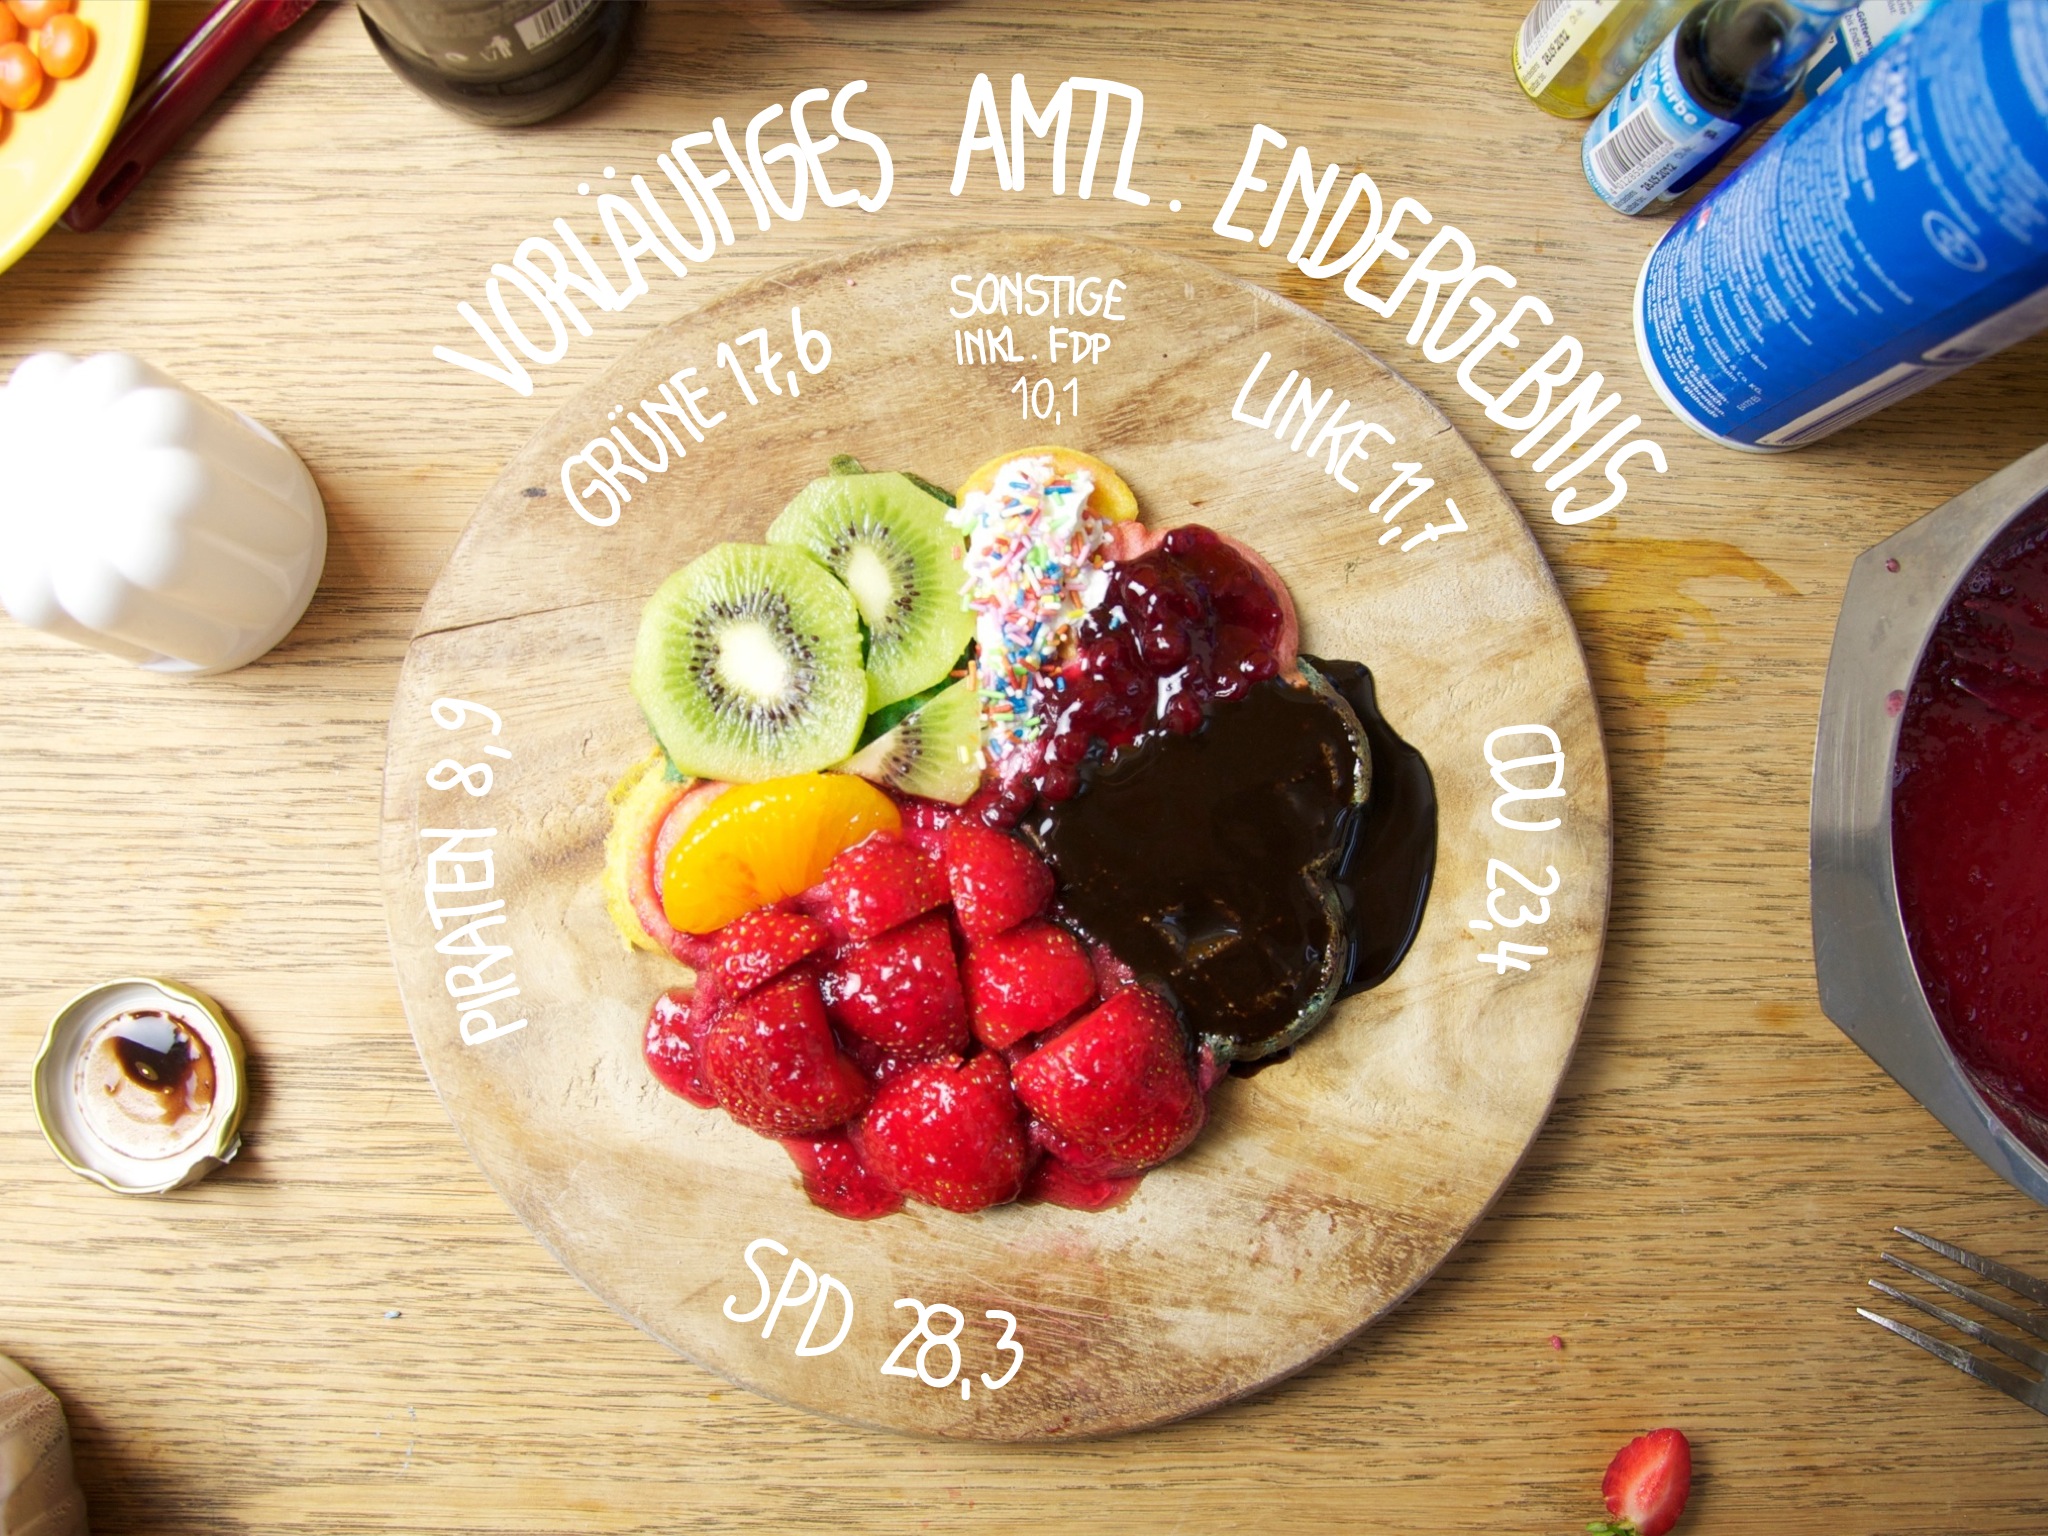 VORLÄUFIGES AMTL. ENDERGEBNIS
GRÜNE 17,6
SONSTIGE
INKL. FDP
10,1
LINKE 11,7
PIRATEN 8,9
CDU 23,4
SPD 28,3